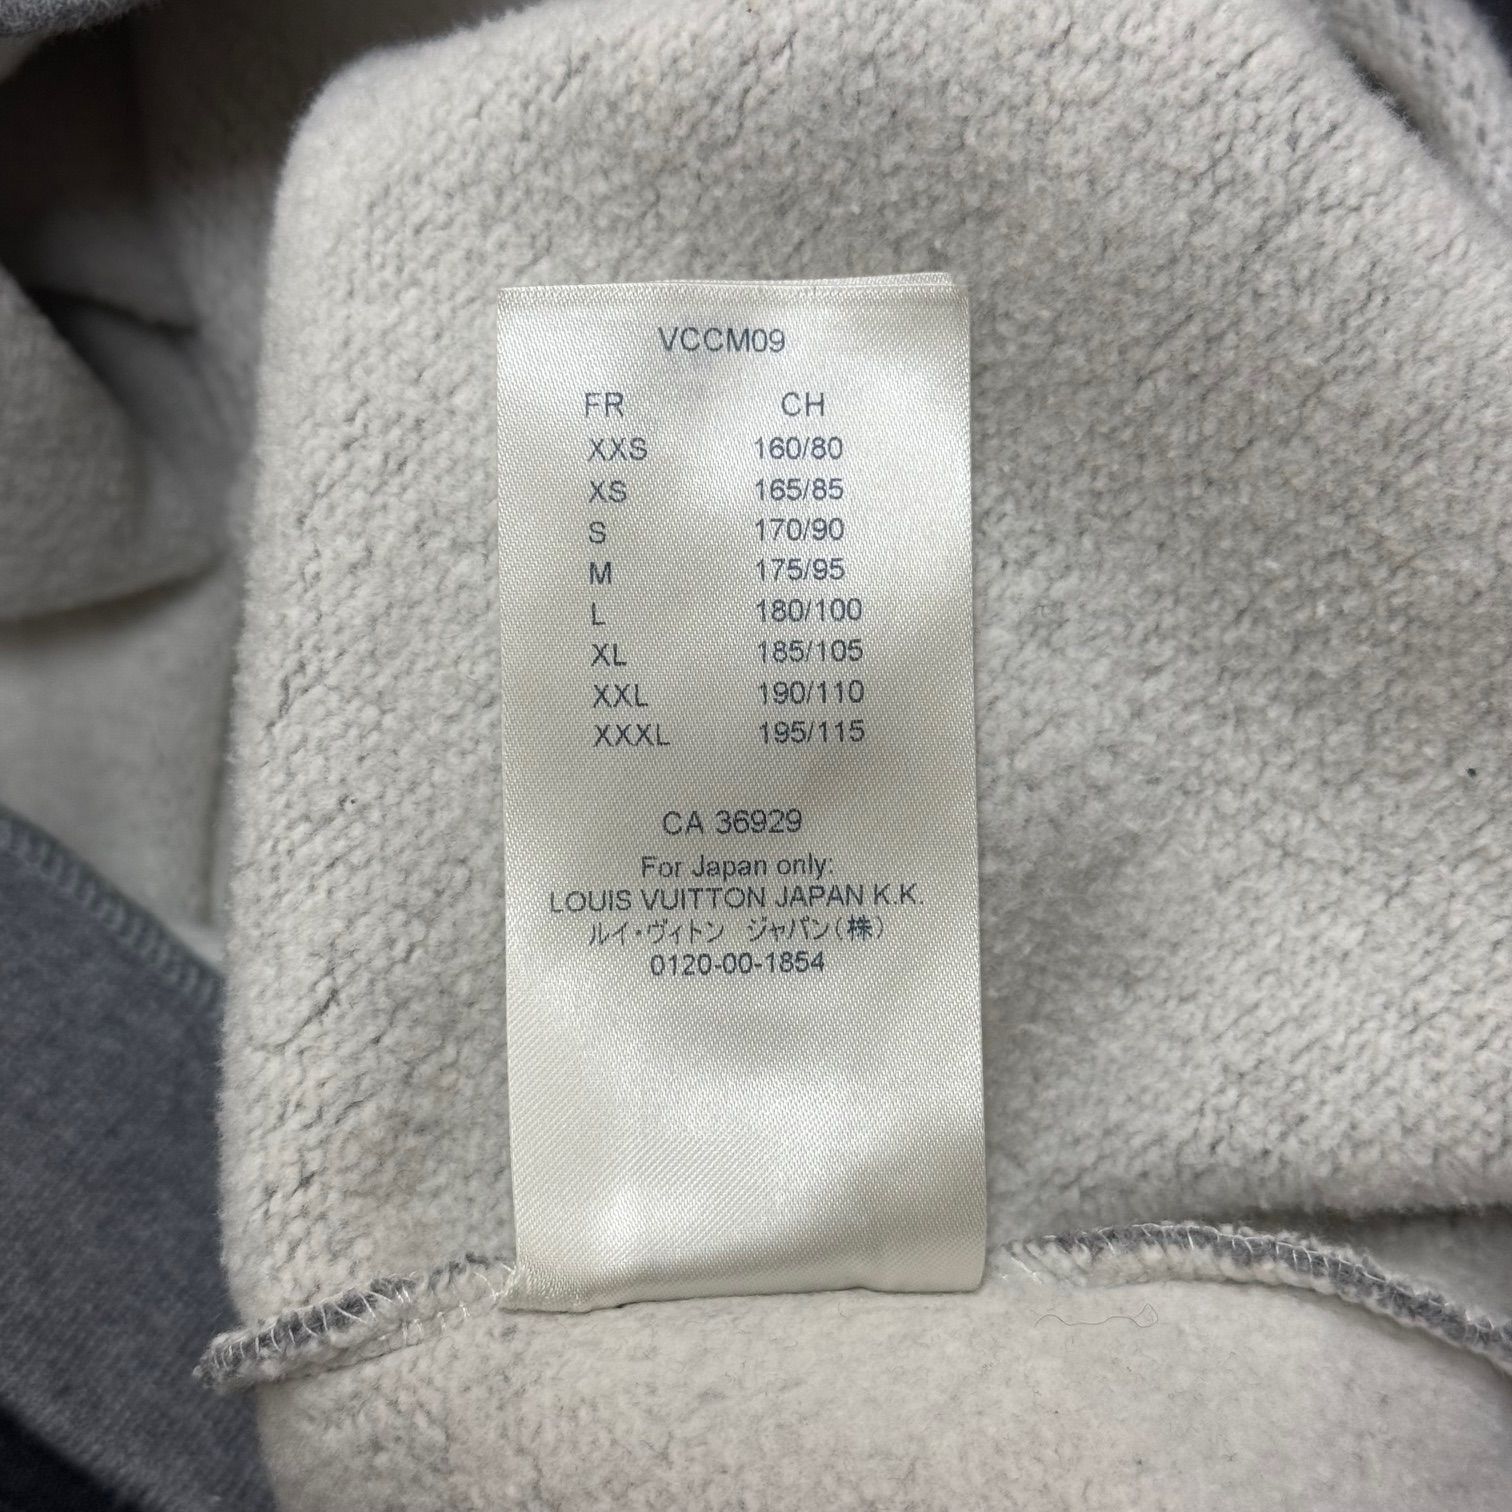 VCCM09
FR CH
XXS 160/80
XS 165/85
S 170/90
M 175/95
L 180/100
XL 185/105
XXL 190/110
XXXL 195/115
CA 36929
For Japan only:
LOUIS VUITTON JAPAN K.K.
ルイ・ヴィトン ジャパン(株)
0120-00-1854